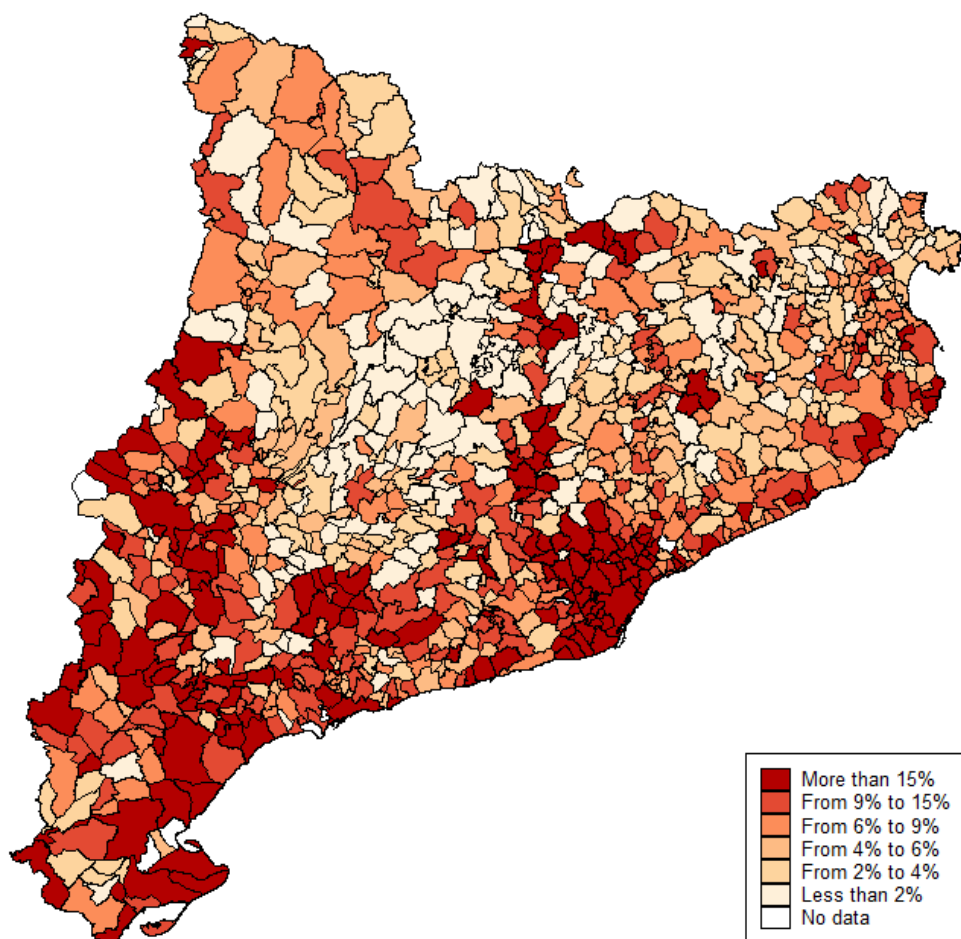 More than 15%
From 9% to 15%
From 6% to 9%
From 4% to 6%
From 2% to 4%
Less than 2%
No data